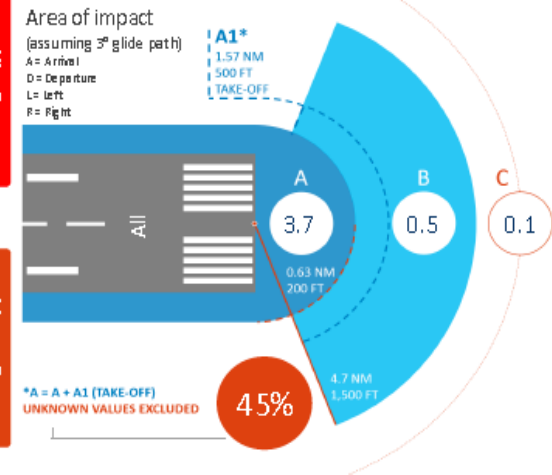 Area of impact
(assuming 3° glide path)
A= Arrival
D= Departure
L= Left
R= Right
A1*
1.57 NM
500 FT
TAKE-OFF
All
A
3.7
B
0.5
C
0.1
0.63 NM
200 FT
4.7 NM
1,500 FT
*A = A + A1 (TAKE-OFF)
UNKNOWN VALUES EXCLUDED
45%